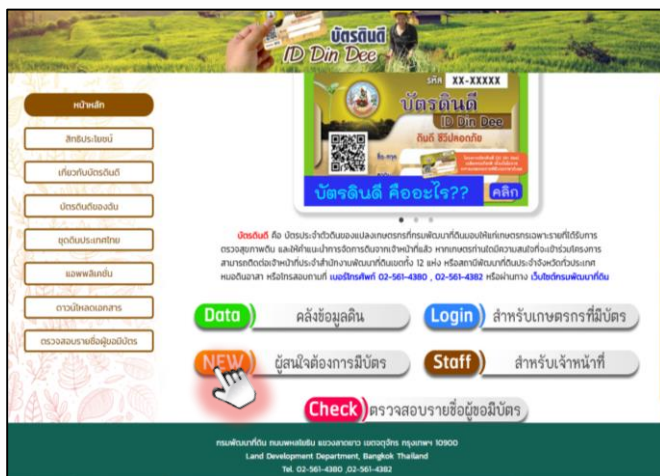 บัตรดินดี
ID Din Dee
หน้าหลัก
สิทธิประโยชน์
เกี่ยวกับบัตรดินดี
บัตรดินดีของฉัน
ชุดดินประเทศไทย
แอพพลิเคชั่น
ดาวน์โหลดเอกสาร
ตรวจสอบรายชื่อผู้ขอมีบัตร
รหัส XX-XXXXX
บัตรดินดี
ID Din Dee
ดินดี ชีวิปลอดภัย
ชื่อ-สกุล
บัตรดินดี คืออะไร??
คลิก
บัตรดินดี คือ บัตรประจำตัวดินของแปลงเกษตรกรที่กรมพัฒนาที่ดินมอบให้แก่เกษตรกรเฉพาะรายที่ได้รับการ
ตรวจสุขภาพดิน และให้คำแนะนำการจัดการดินจากเจ้าหน้าที่แล้ว หากเกษตรกรท่านใดมีความสนใจที่จะเข้าร่วมโครงการ
สามารถติดต่อเจ้าหน้าที่ประจำสำนักงานพัฒนาที่ดินเขตทั้ง 12 แห่ง หรือสถานีพัฒนาที่ดินประจำจังหวัดทั่วประเทศ
หมอดินอาสา หรือโทรสอบถามที่ เบอร์โทรศัพท์ 02-561-4380 , 02-561-4382 หรือผ่านทาง เว็บไซต์กรมพัฒนาที่ดิน
Data คลังข้อมูลดิน
Login สำหรับเกษตรกรที่มีบัตร
NEW ผู้สนใจต้องการมีบัตร
Staff สำหรับเจ้าหน้าที่
Check ตรวจสอบรายชื่อผู้ขอมีบัตร
กรมพัฒนาที่ดิน ถนนพหลโยธิน แขวงลาดยาว เขตจตุจักร กรุงเทพฯ 10900
Land Development Department, Bangkok Thailand
Tel. 02-561-4380 ,02-561-4382